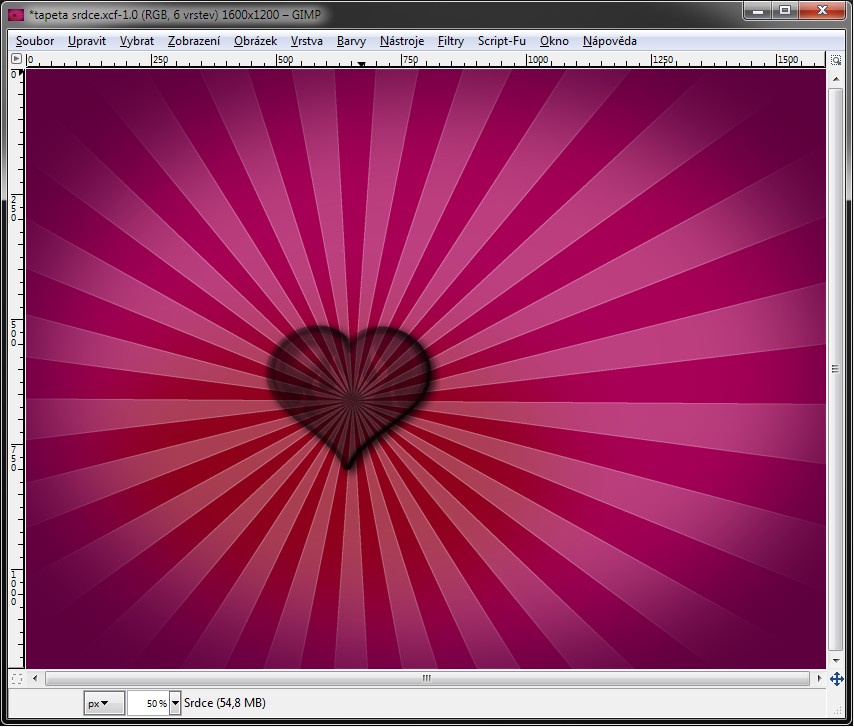 *tapeta srdce.xcf-1.0 (RGB, 6 vrstev) 1600x1200 – GIMP
Soubor Upravit Vybrat Zobrazení Obrázek Vrstva Barvy Nástroje Filtry Script-Fu Okno Nápověda
0 250 500 750 1000 1250 1500
0
250
500
750
1000
px 50 % Srdce (54,8 MB)